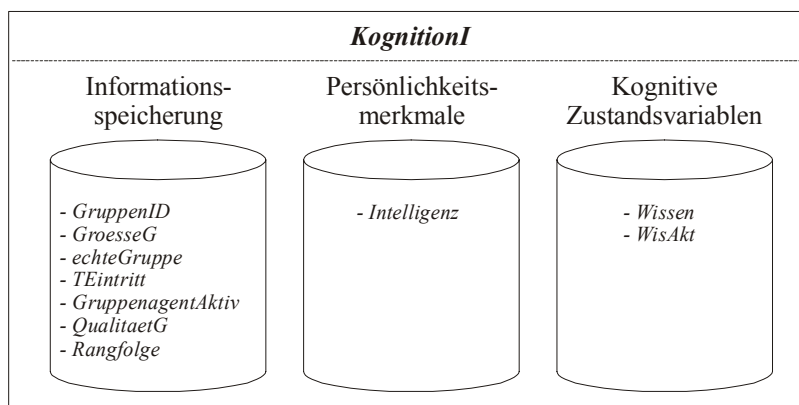 KognitionI
Informations-
speicherung
Persönlichkeits-
merkmale
Kognitive
Zustandsvariablen
- GruppenID
- GroesseG
- echteGruppe
- TEintritt
- GruppenagentAktiv
- QualitaetG
- Rangfolge
- Intelligenz
- Wissen
- WisAkt